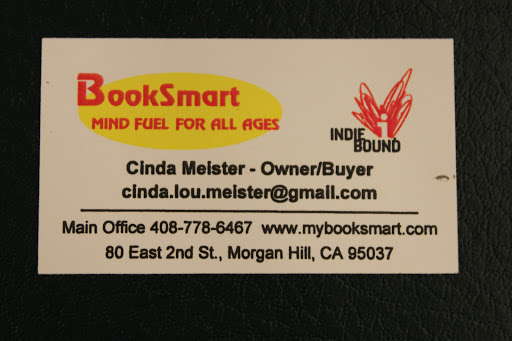 BookSmart
MIND FUEL FOR ALL AGES
INDIE
BOUND
Cinda Meister - Owner/Buyer
cinda.lou.meister@gmail.com
Main Office 408-778-6467 www.mybooksmart.com
80 East 2nd St., Morgan Hill, CA 95037